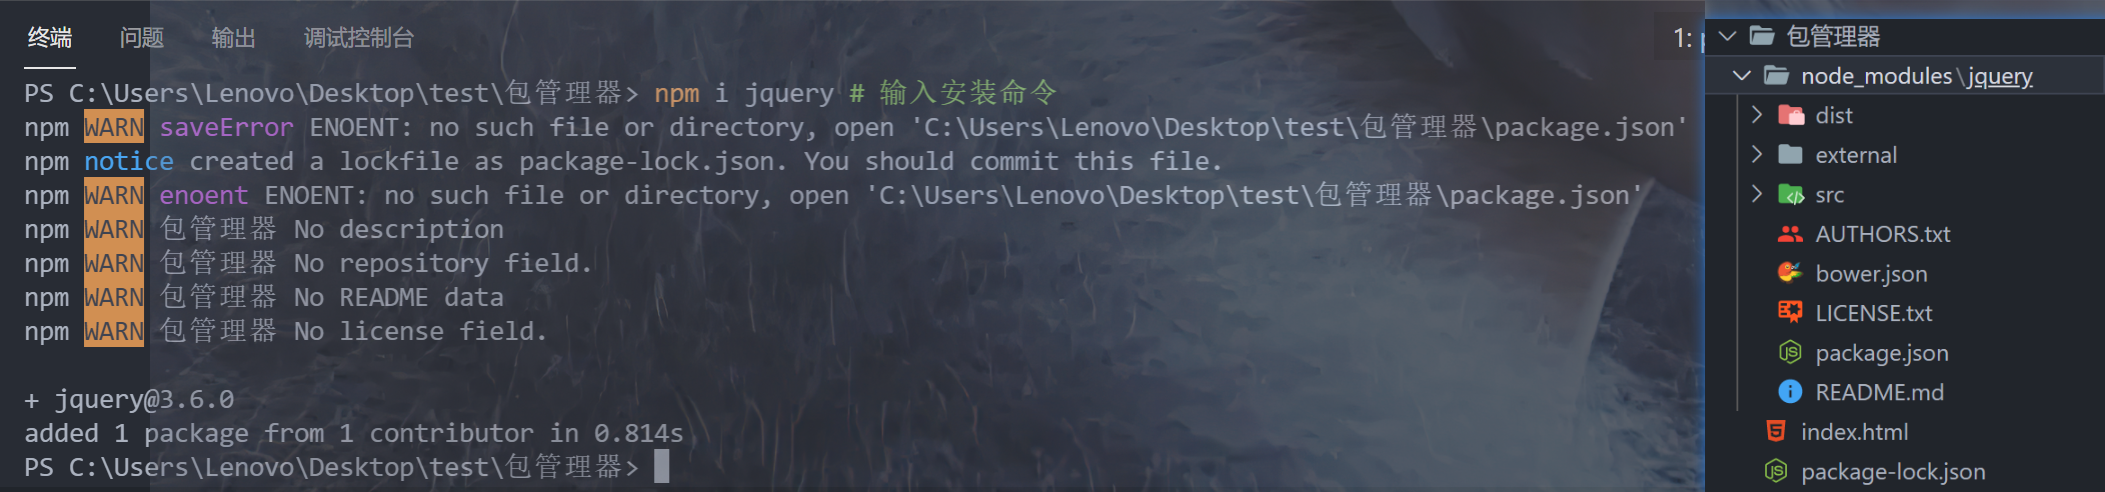 终端 问题 输出 调试控制台 1:
PS C:\Users\Lenovo\Desktop\test\包管理器> npm i jquery # 输入安装命令
npm WARN saveError ENOENT: no such file or directory, open 'C:\Users\Lenovo\Desktop\test\包管理器\package.json'
npm notice created a lockfile as package-lock.json. You should commit this file.
npm WARN enoent ENOENT: no such file or directory, open 'C:\Users\Lenovo\Desktop\test\包管理器\package.json'
npm WARN 包管理器 No description
npm WARN 包管理器 No repository field.
npm WARN 包管理器 No README data
npm WARN 包管理器 No license field.
+ jquery@3.6.0
added 1 package from 1 contributor in 0.814s
PS C:\Users\Lenovo\Desktop\test\包管理器>
包管理器
node_modules\jquery
dist
external
src
AUTHORS.txt
bower.json
LICENSE.txt
package.json
README.md
index.html
package-lock.json